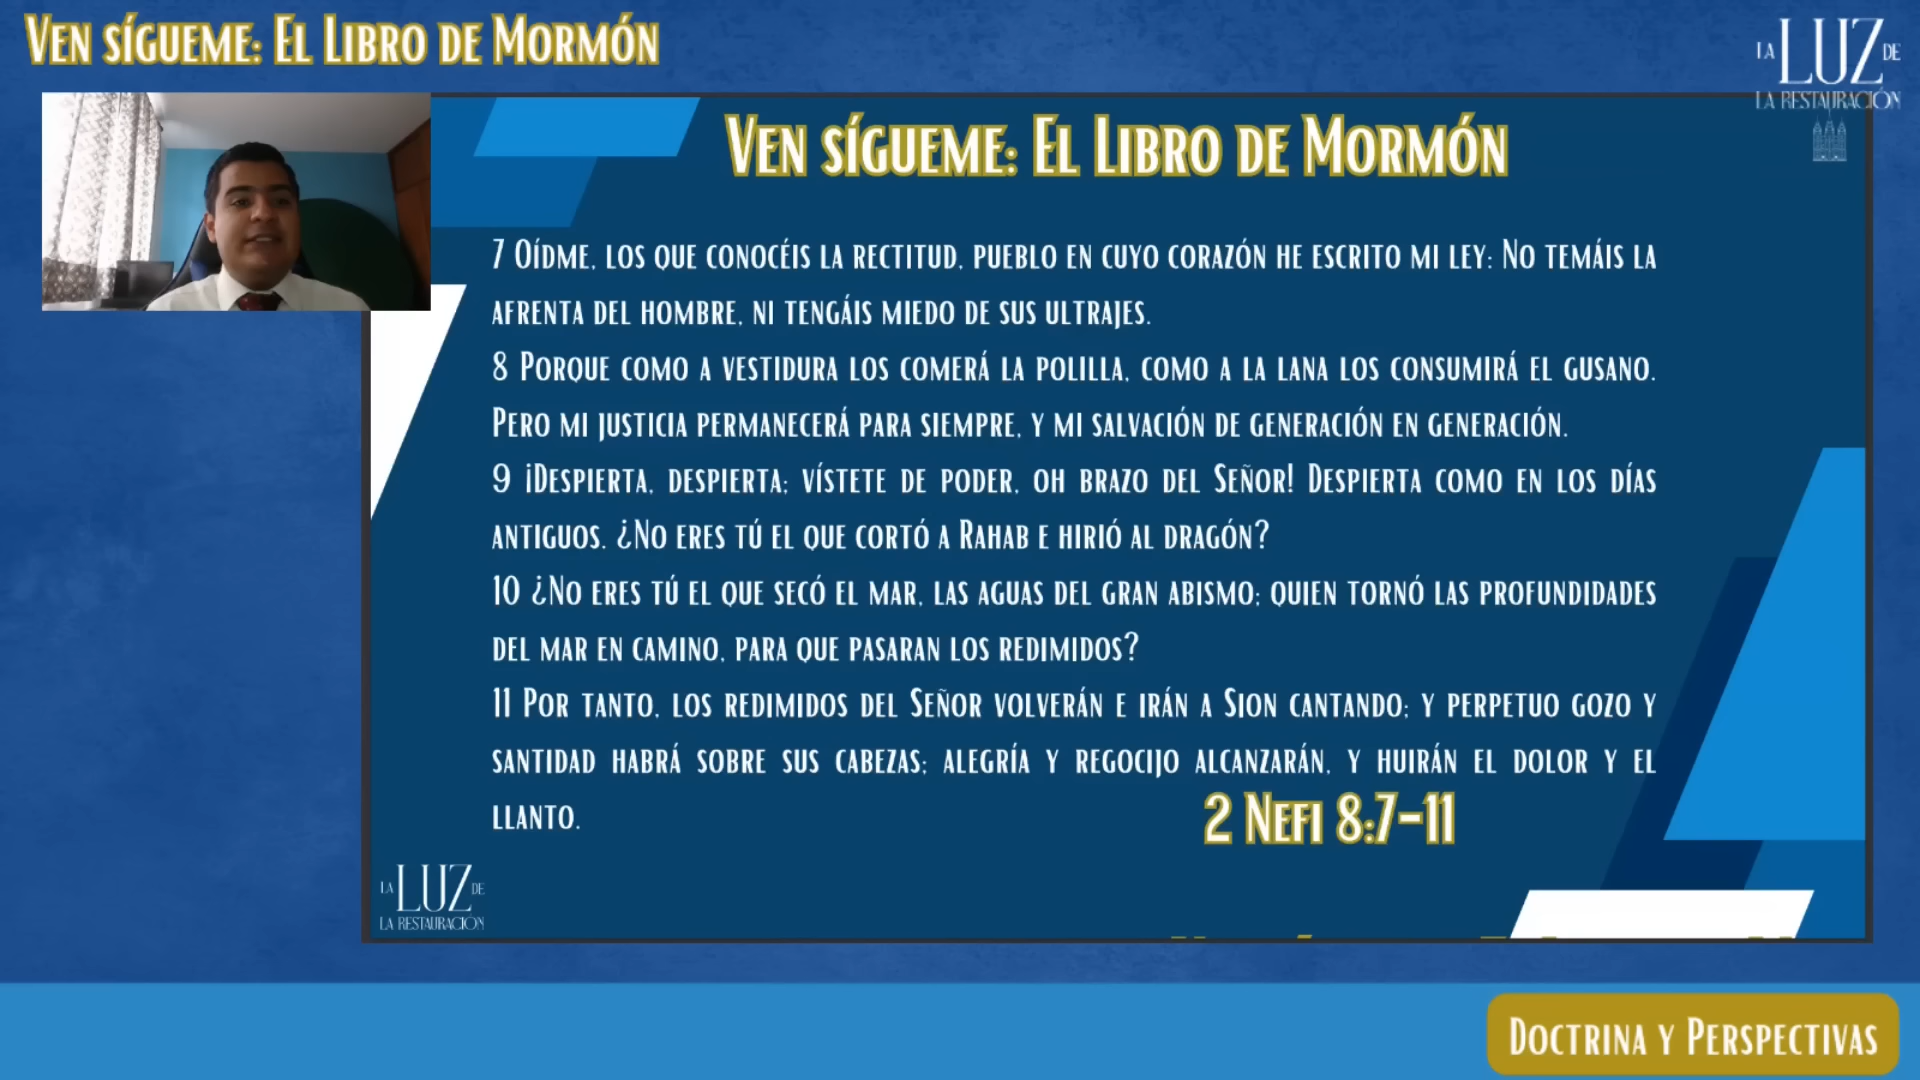 Ven sígueme: El Libro de Mormón
LA LUZ DE
LA RESTAURACIÓN
Ven sígueme: El Libro de Mormón
7 Oídme, los que conocéis la rectitud, pueblo en cuyo corazón he escrito mi ley: No temáis la
afrenta del hombre, ni tengáis miedo de sus ultrajes.
8 Porque como a vestidura los comerá la polilla, como a la lana los consumirá el gusano.
Pero mi justicia permanecerá para siempre, y mi salvación de generación en generación.
9 ¡Despierta, despierta; vístete de poder, oh brazo del Señor! Despierta como en los días
antiguos. ¿No eres tú el que cortó a Rahab e hirió al dragón?
10 ¿No eres tú el que secó el mar, las aguas del gran abismo; quien tornó las profundidades
del mar en camino, para que pasaran los redimidos?
11 Por tanto, los redimidos del Señor volverán e irán a Sion cantando; y perpetuo gozo y
santidad habrá sobre sus cabezas; alegría y regocijo alcanzarán, y huirán el dolor y el
llanto.
2 Nefi 8:7-11
LA LUZ DE
LA RESTAURACIÓN
Doctrina y Perspectivas